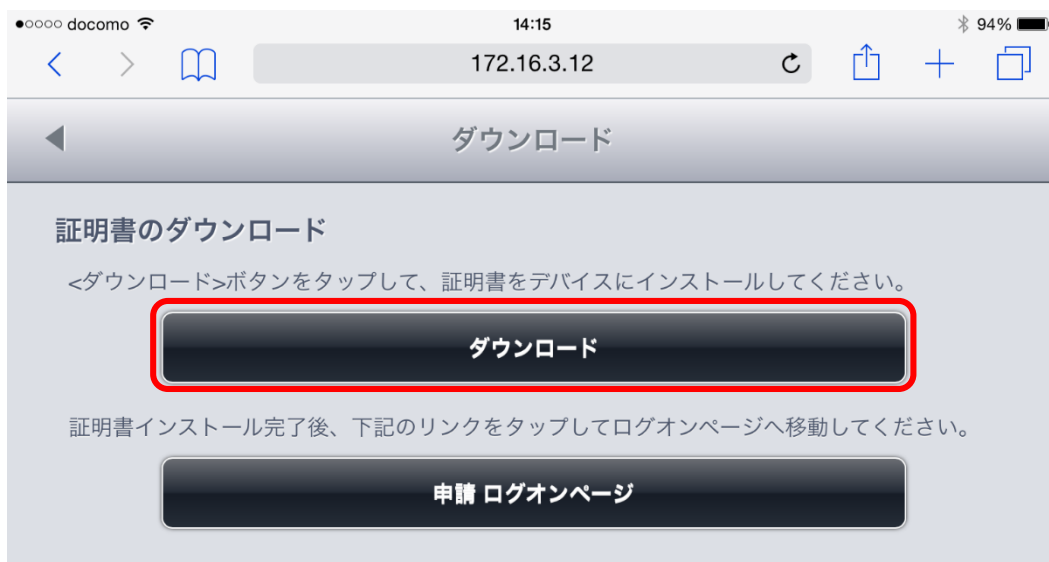 docomo 14:15 94%
172.16.3.12
ダウンロード
証明書のダウンロード
<ダウンロード>ボタンをタップして、証明書をデバイスにインストールしてください。
ダウンロード
証明書インストール完了後、下記のリンクをタップしてログオンページへ移動してください。
申請 ログオンページ